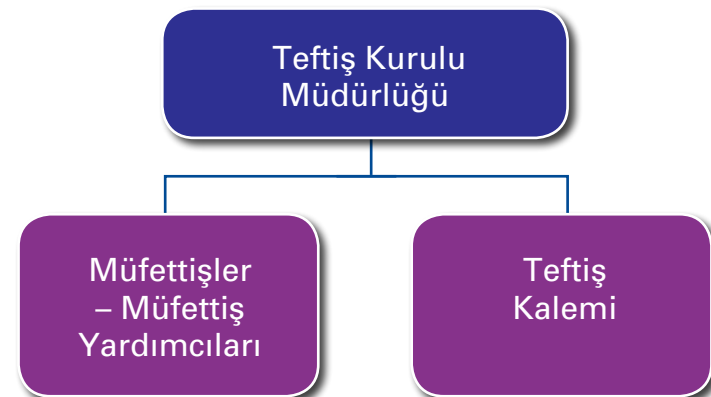 Teftiş Kurulu
Müdürlüğü
Müfettişler
– Müfettiş
Yardımcıları
Teftiş
Kalemi